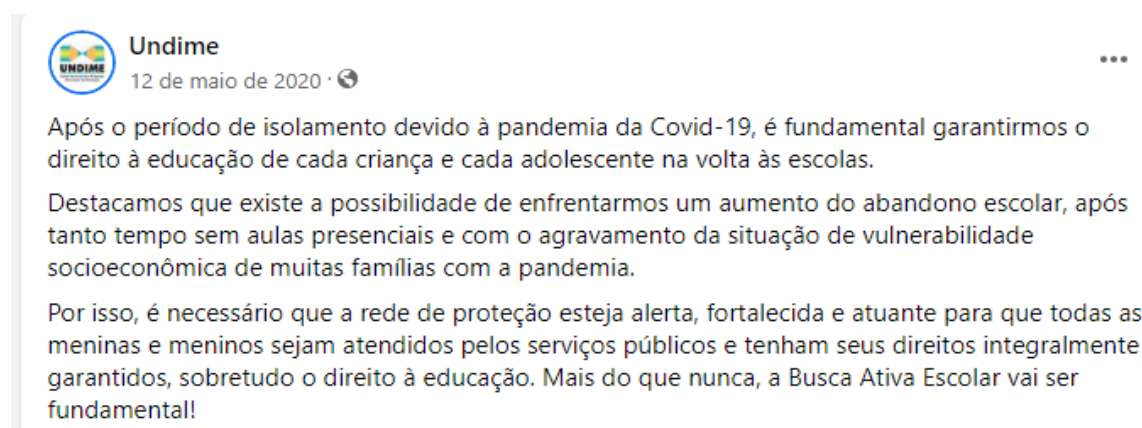 Undime
12 de maio de 2020 ·
UNDIME
Após o período de isolamento devido à pandemia da Covid-19, é fundamental garantirmos o
direito à educação de cada criança e cada adolescente na volta às escolas.
Destacamos que existe a possibilidade de enfrentarmos um aumento do abandono escolar, após
tanto tempo sem aulas presenciais e com o agravamento da situação de vulnerabilidade
socioeconômica de muitas famílias com a pandemia.
Por isso, é necessário que a rede de proteção esteja alerta, fortalecida e atuante para que todas as
meninas e meninos sejam atendidos pelos serviços públicos e tenham seus direitos integralmente
garantidos, sobretudo o direito à educação. Mais do que nunca, a Busca Ativa Escolar vai ser
fundamental!